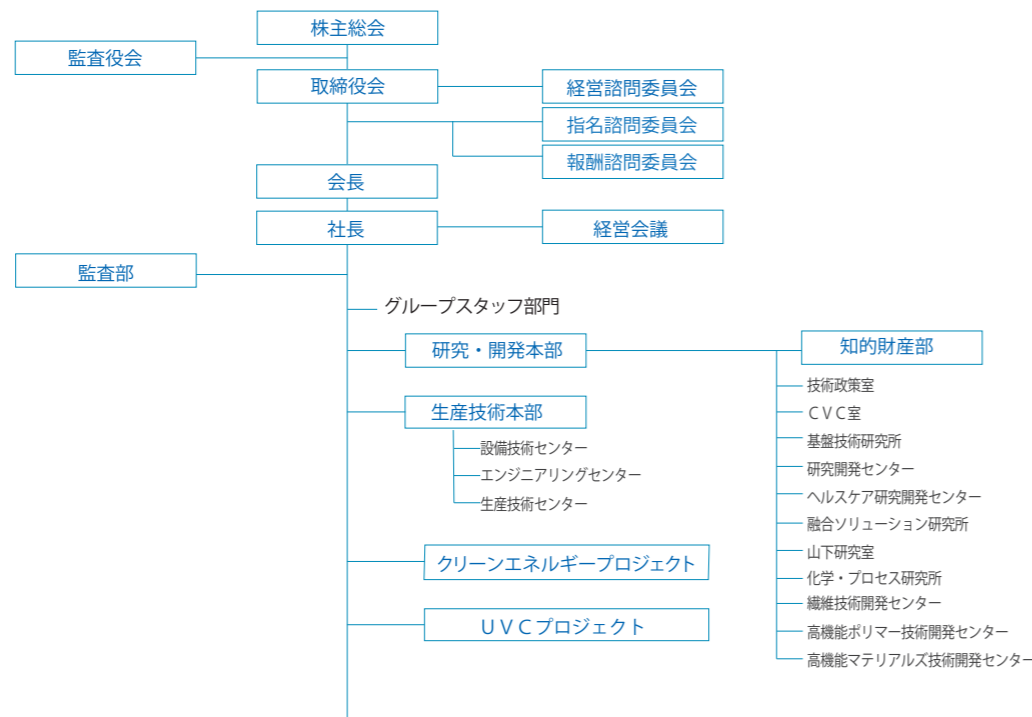 株主総会
監査役会
取締役会
経営諮問委員会
指名諮問委員会
報酬諮問委員会
会長
社長
経営会議
監査部
グループスタッフ部門
研究・開発本部
知的財産部
技術政策室
ＣＶＣ室
基盤技術研究所
研究開発センター
ヘルスケア研究開発センター
融合ソリューション研究所
山下研究室
化学・プロセス研究所
繊維技術開発センター
高機能ポリマー技術開発センター
高機能マテリアルズ技術開発センター
生産技術本部
設備技術センター
エンジニアリングセンター
生産技術センター
クリーンエネルギープロジェクト
ＵＶＣプロジェクト